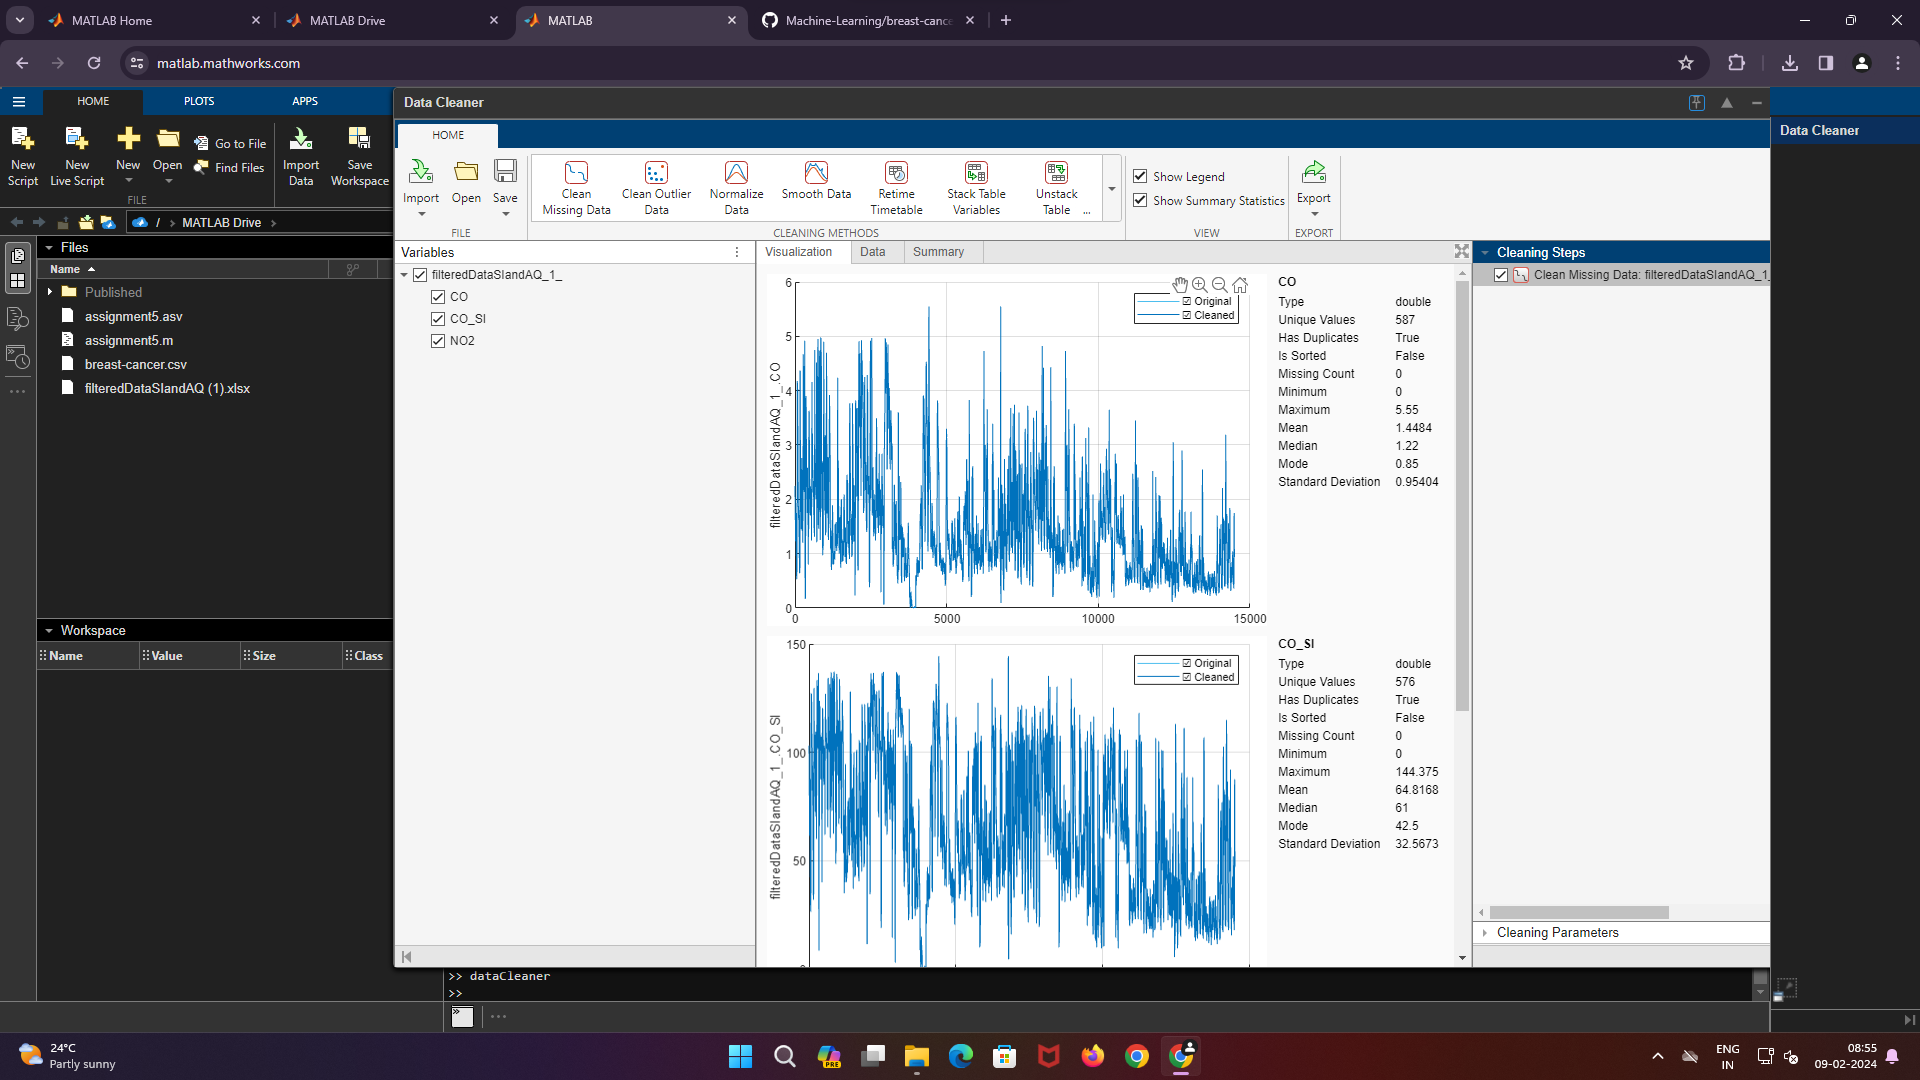 MATLAB Home
MATLAB Drive
MATLAB
Machine-Learning/breast-cance
matlab.mathworks.com
HOME
PLOTS
APPS
New Script
New Live Script
New
Open
Go to File
Find Files
Import Data
Save Workspace
FILE
/ > MATLAB Drive >
Files
Name
Published
assignment5.asv
assignment5.m
breast-cancer.csv
filteredDataSIandAQ (1).xlsx
Workspace
Name Value Size Class
Data Cleaner
HOME
Import
Open
Save
FILE
Clean Missing Data
Clean Outlier Data
Normalize Data
Smooth Data
Retime Timetable
Stack Table Variables
Unstack Table ...
CLEANING METHODS
Show Legend
Show Summary Statistics
VIEW
Export
EXPORT
Variables
filteredDataSIandAQ_1_
CO
CO_SI
NO2
Visualization Data Summary
filteredDataSIandAQ_1_.CO
6
5
4
3
2
1
0
0 5000 10000 15000
Original
Cleaned
CO
Type double
Unique Values 587
Has Duplicates True
Is Sorted False
Missing Count 0
Minimum 0
Maximum 5.55
Mean 1.4484
Median 1.22
Mode 0.85
Standard Deviation 0.95404
filteredDataSIandAQ_1_.CO_SI
150
100
50
Original
Cleaned
CO_SI
Type double
Unique Values 576
Has Duplicates True
Is Sorted False
Missing Count 0
Minimum 0
Maximum 144.375
Mean 64.8168
Median 61
Mode 42.5
Standard Deviation 32.5673
Cleaning Steps
Clean Missing Data: filteredDataSIandAQ_1_
Cleaning Parameters
Data Cleaner
>> dataCleaner
>>
24°C
Partly sunny
PRE
ENG
IN
08:55
09-02-2024